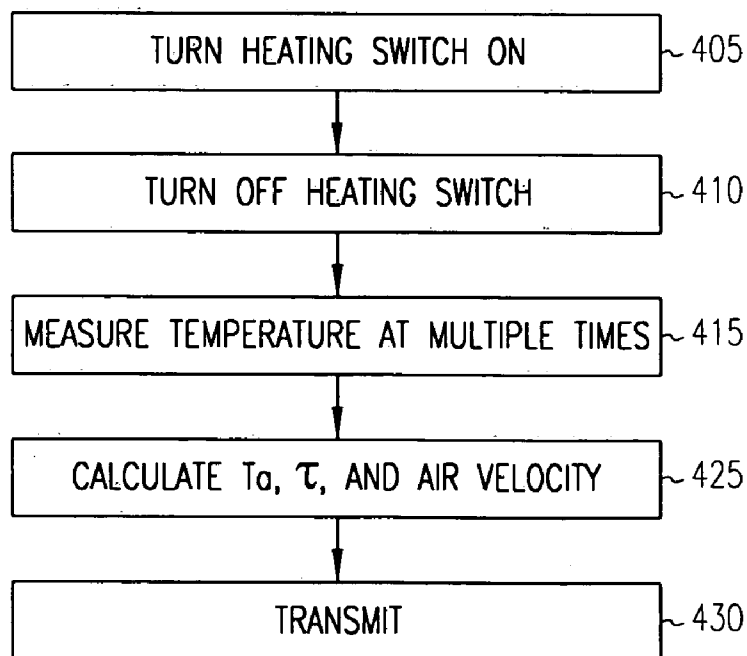 TURN HEATING SWITCH ON 405
TURN OFF HEATING SWITCH 410
MEASURE TEMPERATURE AT MULTIPLE TIMES 415
CALCULATE Ta, τ, AND AIR VELOCITY 425
TRANSMIT 430